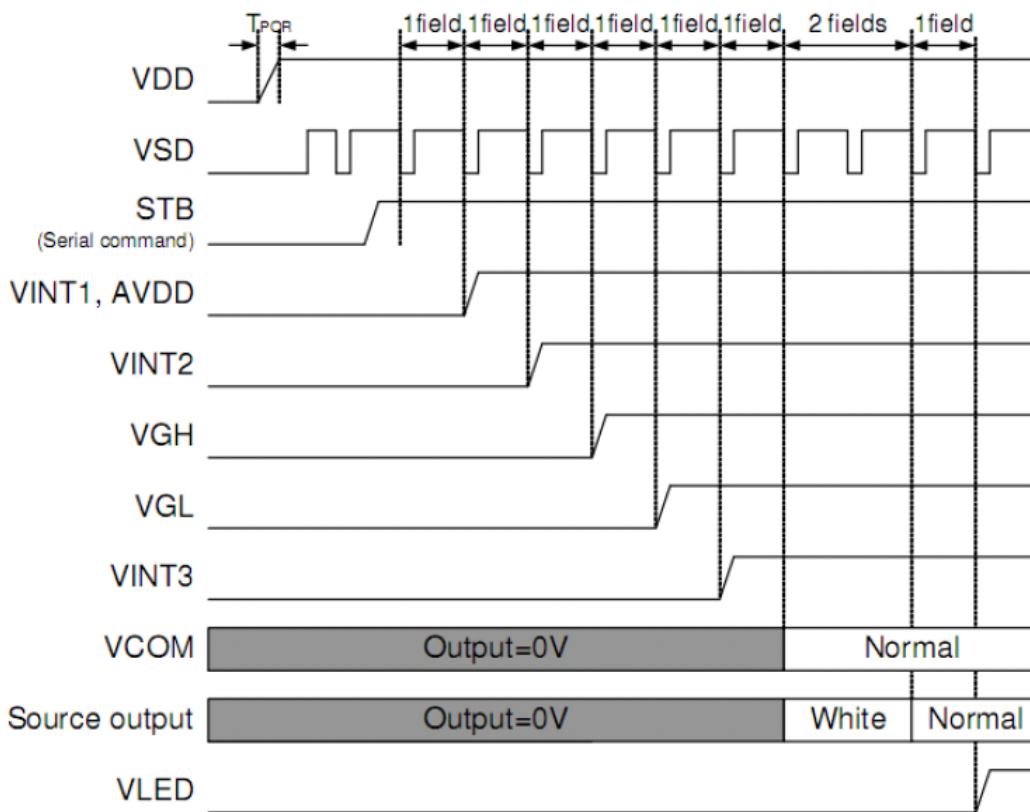 TPOR 1field 1field 1field 1field 1field 1field 2 fields 1field
VDD
VSD
STB
(Serial command)
VINT1, AVDD
VINT2
VGH
VGL
VINT3
VCOM Output=0V Normal
Source output Output=0V White Normal
VLED